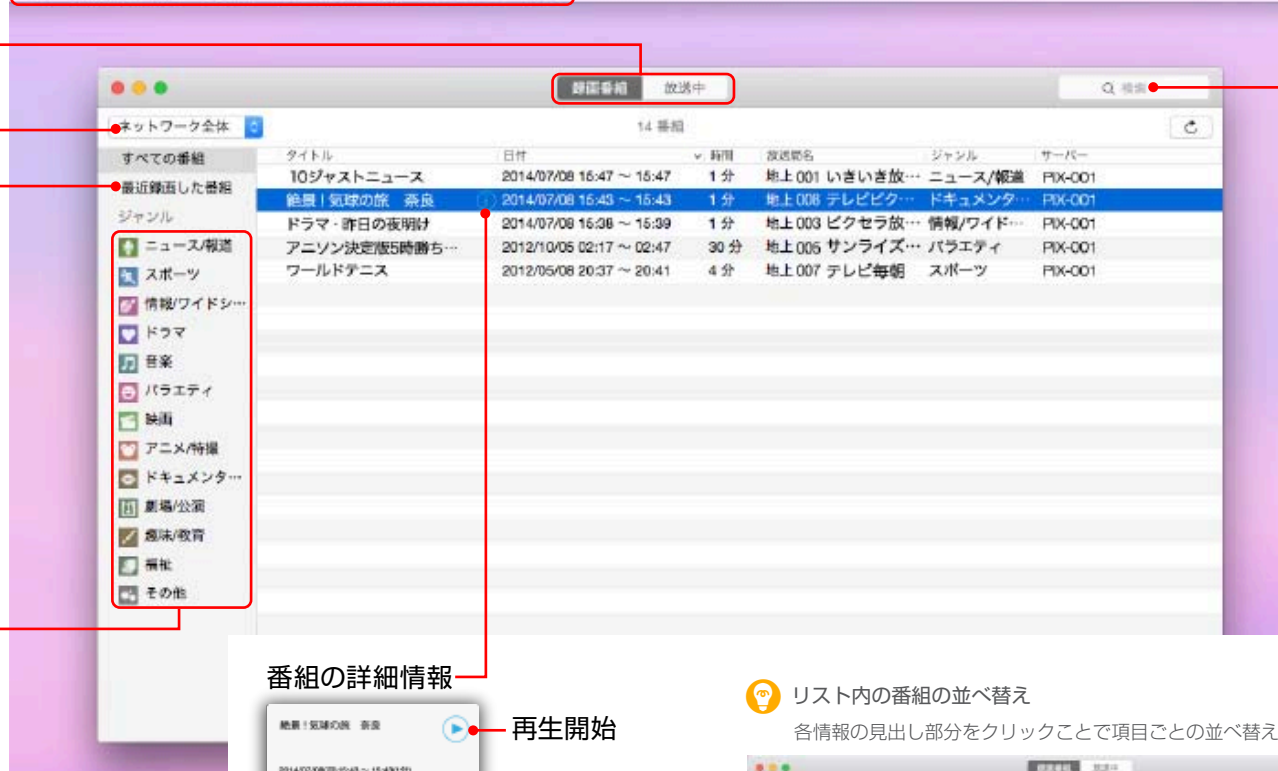 録画番組 放送中
検索
ネットワーク全体
14 番組
すべての番組
最近録画した番組
ジャンル
ニュース/報道
スポーツ
情報/ワイドシ…
ドラマ
音楽
バラエティ
映画
アニメ/特撮
ドキュメンタ…
劇場/公演
趣味/教育
福祉
その他
タイトル 日付 時間 放送局名 ジャンル サーバー
10ジャストニュース 2014/07/08 15:47 ～ 15:47 1 分 地上 001 いきいき放… ニュース/報道 PIX-001
絶景！気球の旅　奈良 2014/07/08 15:43 ～ 15:43 1 分 地上 008 テレビピク… ドキュメンタ… PIX-001
ドラマ・昨日の夜明け 2014/07/08 15:38 ～ 15:39 1 分 地上 003 ピクセラ放… 情報/ワイド… PIX-001
アニソン決定版5時勝ち… 2012/10/05 02:17 ～ 02:47 30 分 地上 005 サンライズ… バラエティ PIX-001
ワールドテニス 2012/05/08 20:37 ～ 20:41 4 分 地上 007 テレビ毎朝 スポーツ PIX-001
番組の詳細情報
絶景！気球の旅　奈良
再生開始
リスト内の番組の並べ替え
各情報の見出し部分をクリックことで項目ごとの並べ替え
録画番組 放送中